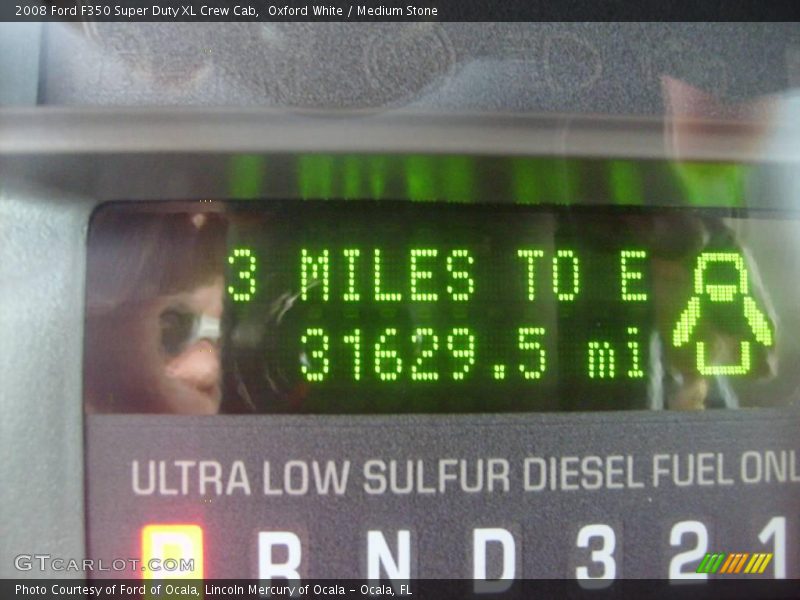 2008 Ford F350 Super Duty XL Crew Cab,  Oxford White / Medium Stone
3 MILES TO E
31629.5 mi
ULTRA LOW SULFUR DIESEL FUEL ONL
P R N D 3 2 1
GTCARLOT.COM
Photo Courtesy of Ford of Ocala, Lincoln Mercury of Ocala - Ocala, FL